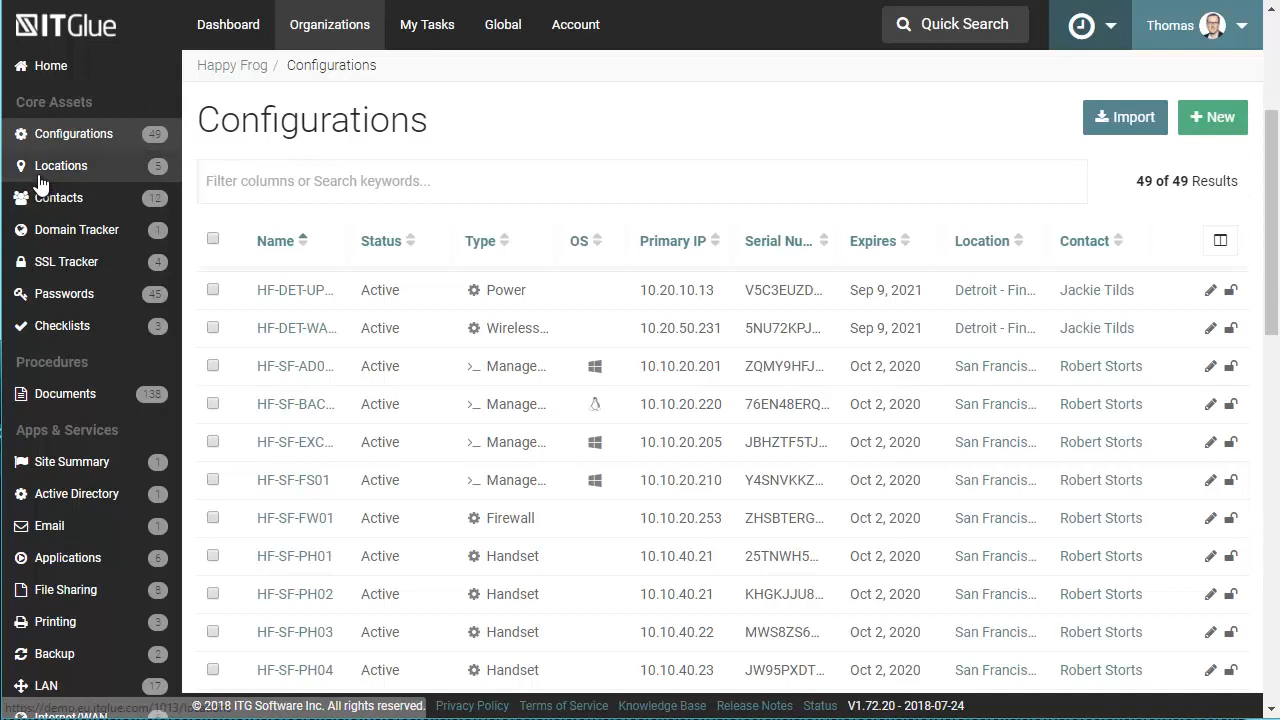 ITGlue
Dashboard
Organizations
My Tasks
Global
Account
Quick Search
Thomas
Home
Core Assets
Configurations 49
Locations 5
Contacts 12
Domain Tracker 1
SSL Tracker 4
Passwords 45
Checklists 3
Procedures
Documents 138
Apps & Services
Site Summary 1
Active Directory 1
Email 1
Applications 6
File Sharing 8
Printing 3
Backup 2
LAN 17
Internet/WAN
Happy Frog / Configurations
Configurations
Import
+ New
Filter columns or Search keywords...
49 of 49 Results
Name Status Type OS Primary IP Serial Nu... Expires Location Contact
HF-DET-UP... Active Power 10.20.10.13 V5C3EUZD... Sep 9, 2021 Detroit - Fin... Jackie Tilds
HF-DET-WA... Active Wireless... 10.20.50.231 5NU72KPJ... Sep 9, 2021 Detroit - Fin... Jackie Tilds
HF-SF-AD0... Active >_ Manage... 10.10.20.201 ZQMY9HFJ... Oct 2, 2020 San Francis... Robert Storts
HF-SF-BAC... Active >_ Manage... 10.10.20.220 76EN48ERQ... Oct 2, 2020 San Francis... Robert Storts
HF-SF-EXC... Active >_ Manage... 10.10.20.205 JBHZTF5TJ... Oct 2, 2020 San Francis... Robert Storts
HF-SF-FS01 Active >_ Manage... 10.10.20.210 Y4SNVKKZ... Oct 2, 2020 San Francis... Robert Storts
HF-SF-FW01 Active Firewall 10.10.20.253 ZHSBTERG... Oct 2, 2020 San Francis... Robert Storts
HF-SF-PH01 Active Handset 10.10.40.21 25TNWH5... Oct 2, 2020 San Francis... Robert Storts
HF-SF-PH02 Active Handset 10.10.40.21 KHGKJJU8... Oct 2, 2020 San Francis... Robert Storts
HF-SF-PH03 Active Handset 10.10.40.22 MWS8ZS6... Oct 2, 2020 San Francis... Robert Storts
HF-SF-PH04 Active Handset 10.10.40.23 JW95PXDT... Oct 2, 2020 San Francis... Robert Storts
© 2018 ITG Software Inc. All rights reserved. Privacy Policy Terms of Service Knowledge Base Release Notes Status V1.72.20 - 2018-07-24